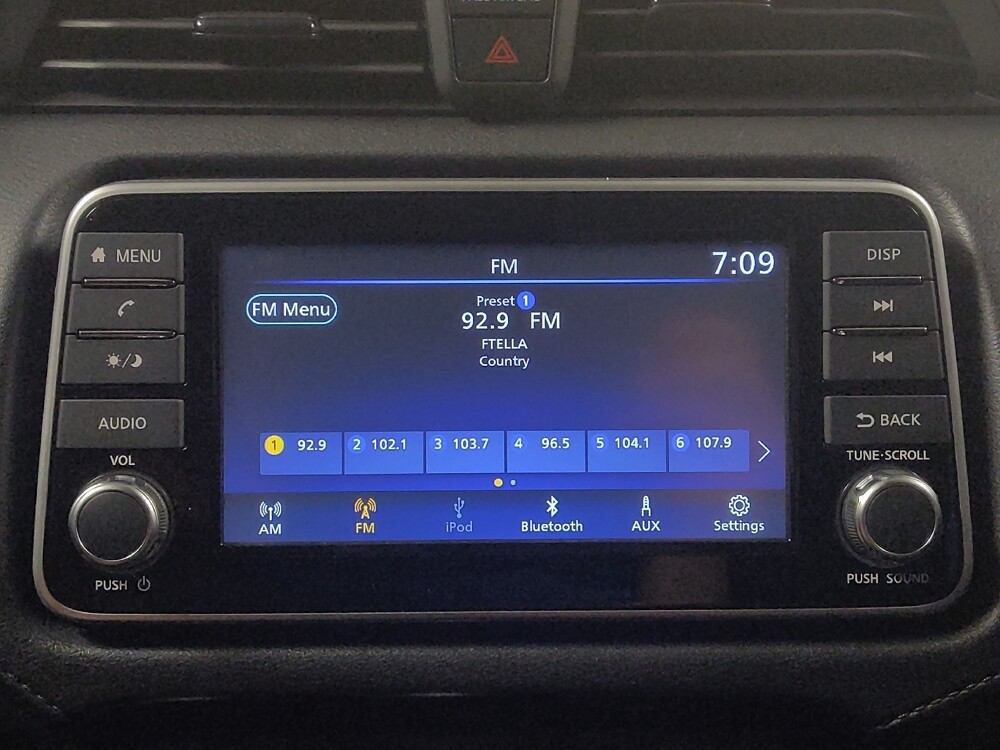 MENU
AUDIO
VOL
PUSH
FM
7:09
FM Menu
Preset 1
92.9 FM
FTELLA
Country
1 92.9
2 102.1
3 103.7
4 96.5
5 104.1
6 107.9
AM
FM
iPod
Bluetooth
AUX
Settings
DISP
BACK
TUNE·SCROLL
PUSH SOUND